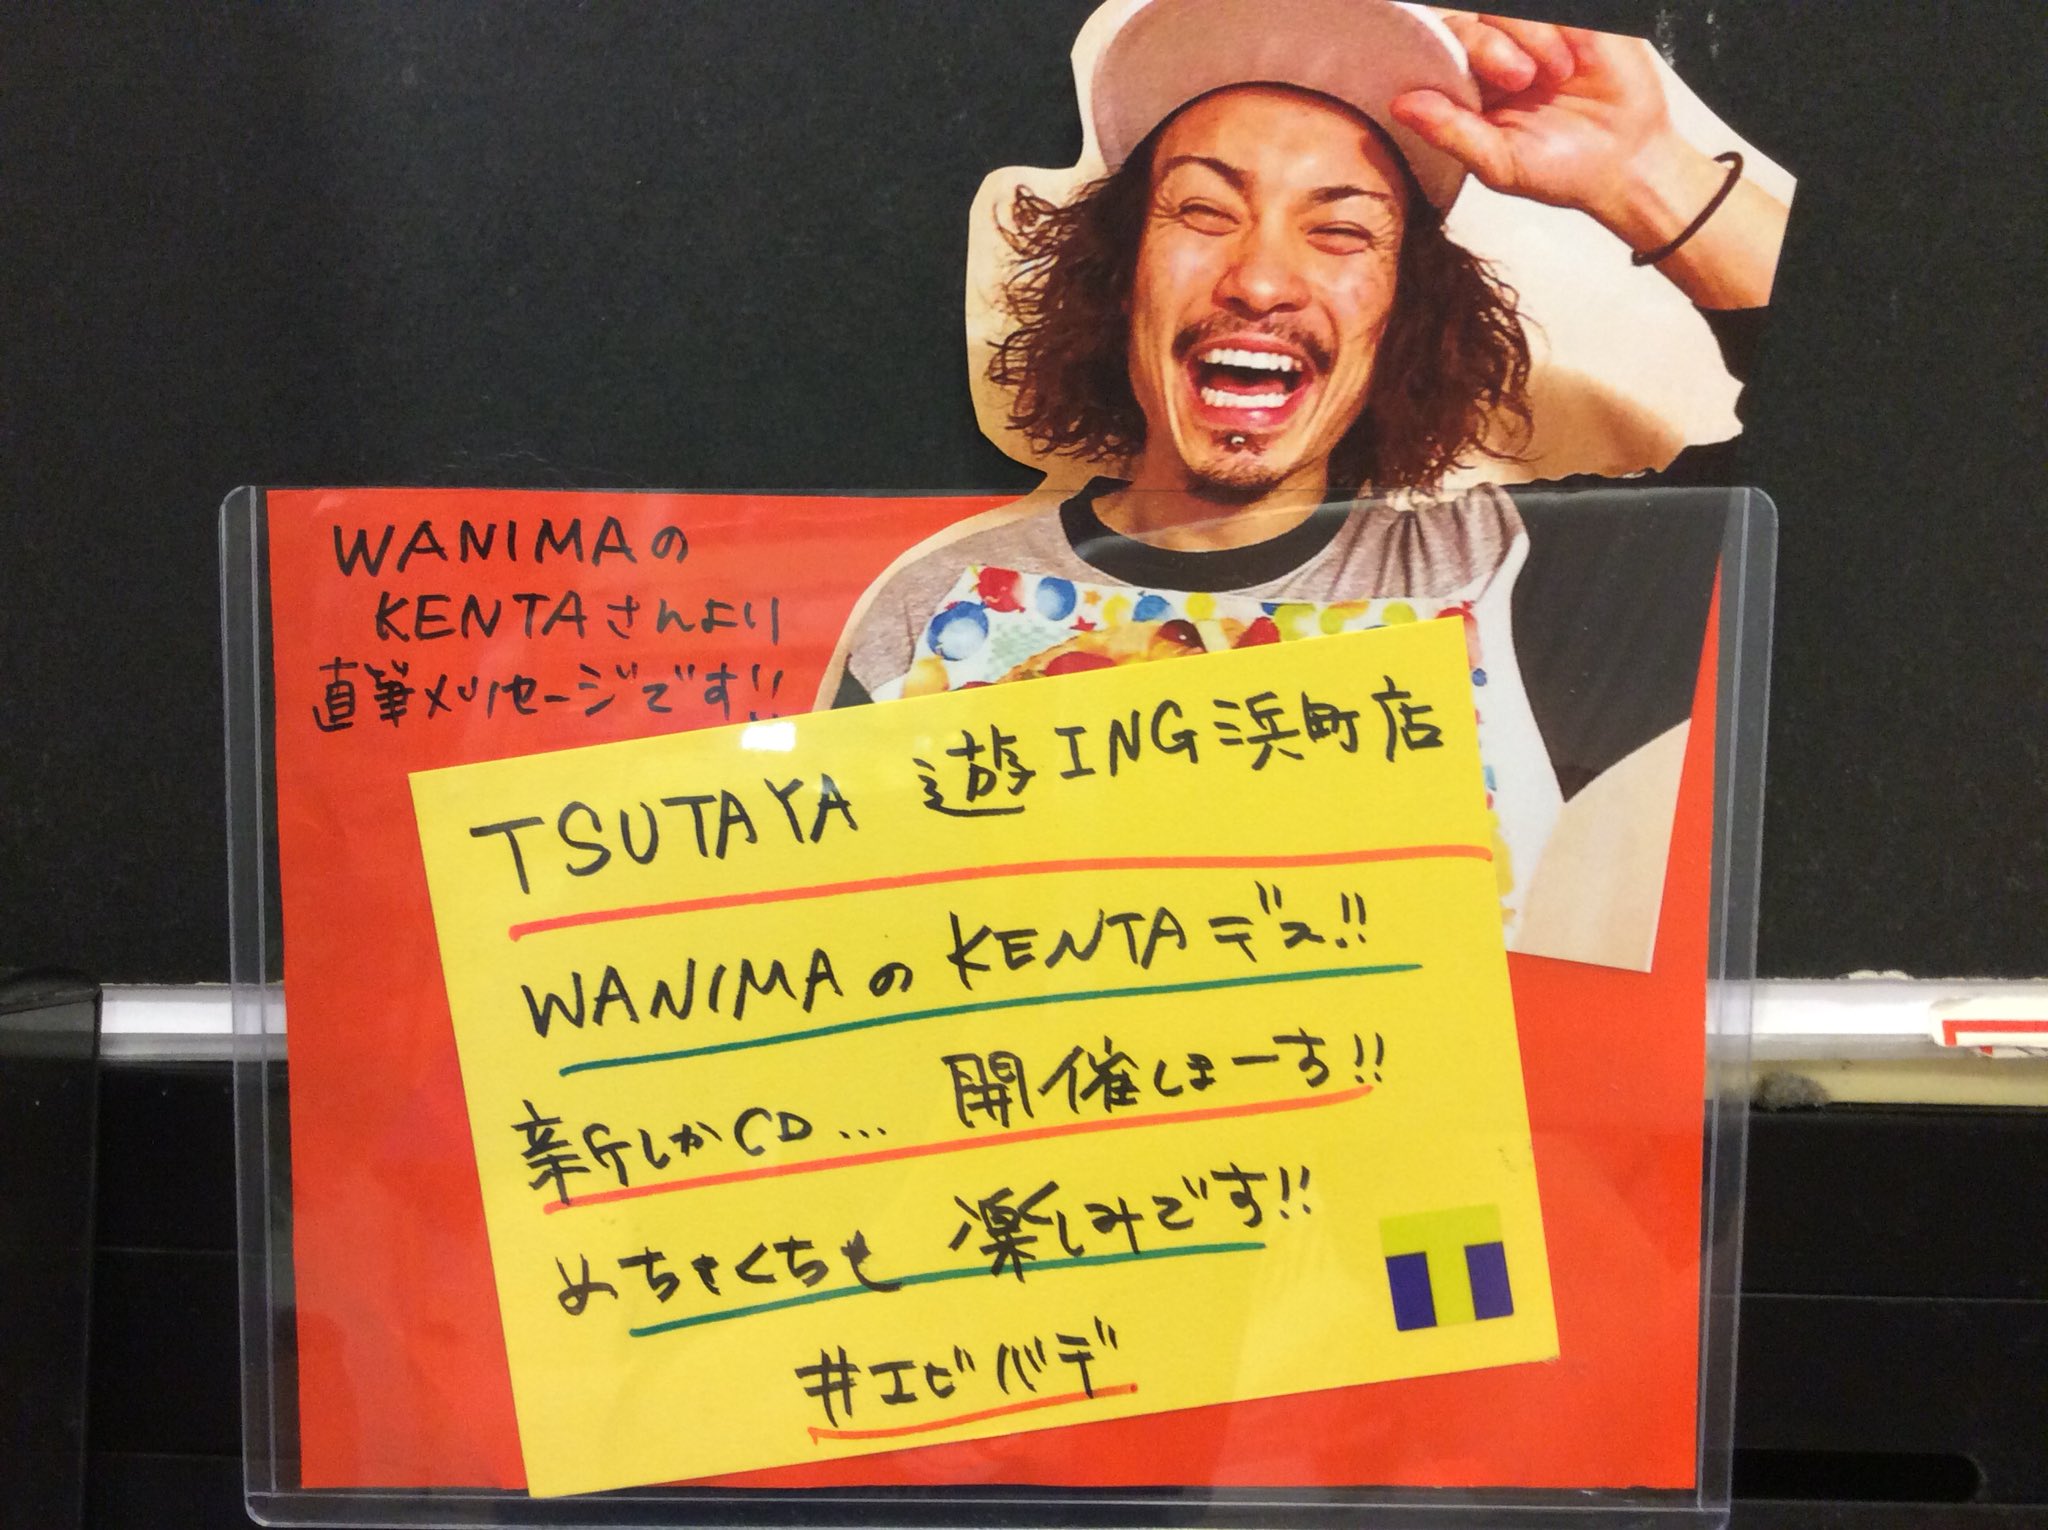 WANIMAの
KENTAさんより
直筆メッセージです!!
TSUTAYA 遊ING浜町店
WANIMAのKENTAデス!!
新しかCD... 開催しまーす!!
めちゃくちゃ 楽しみです!!
#エビバデ